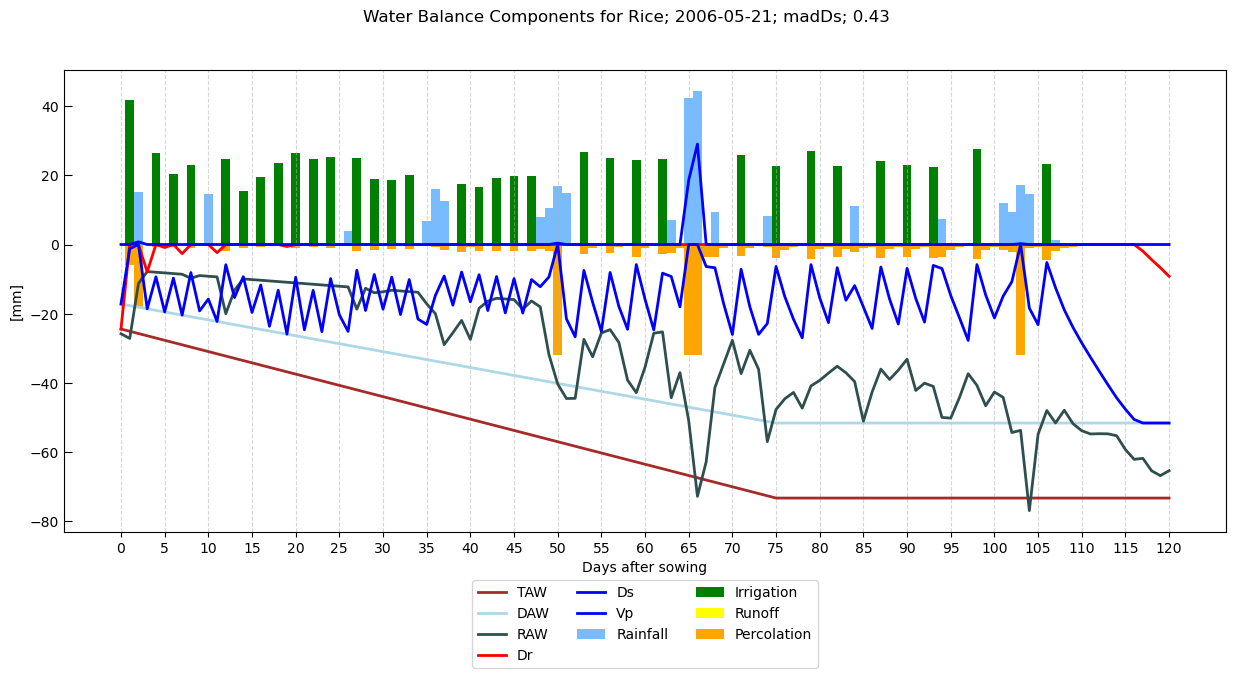 Water Balance Components for Rice; 2006-05-21; madDs; 0.43
40
20
0
−20
−40
−60
−80
[mm]
0 5 10 15 20 25 30 35 40 45 50 55 60 65 70 75 80 85 90 95 100 105 110 115 120
Days after sowing
TAW
DAW
RAW
Dr
Ds
Vp
Rainfall
Irrigation
Runoff
Percolation